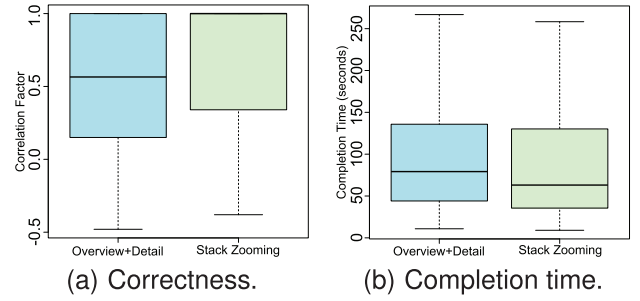 Correlation Factor
1.0
0.5
0.0
-0.5
Overview+Detail
Stack Zooming
(a) Correctness.
Completion Time (seconds)
250
200
150
100
50
0
Overview+Detail
Stack Zooming
(b) Completion time.